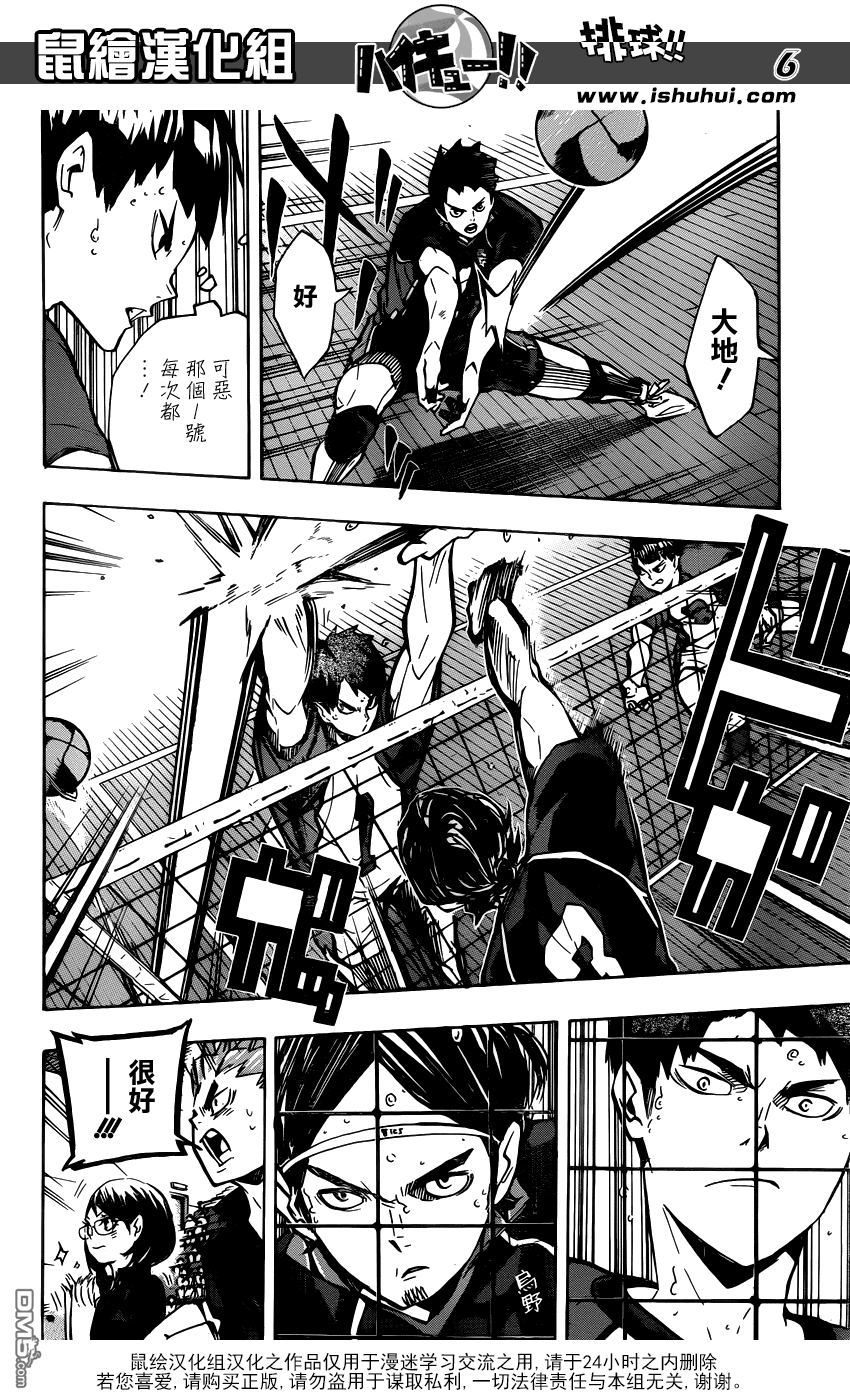 鼠繪漢化組
ハイキュー!!
排球!!
6
www.ishuhui.com
大地!
好
可惡
那個1號
每次都
…!
很好
——!!!
烏野
DM5
.com
鼠绘汉化组汉化之作品仅用于漫迷学习交流之用,请于24小时之内删除
若您喜爱,请购买正版,请勿盗用于谋取私利,一切法律责任与本组无关,谢谢。